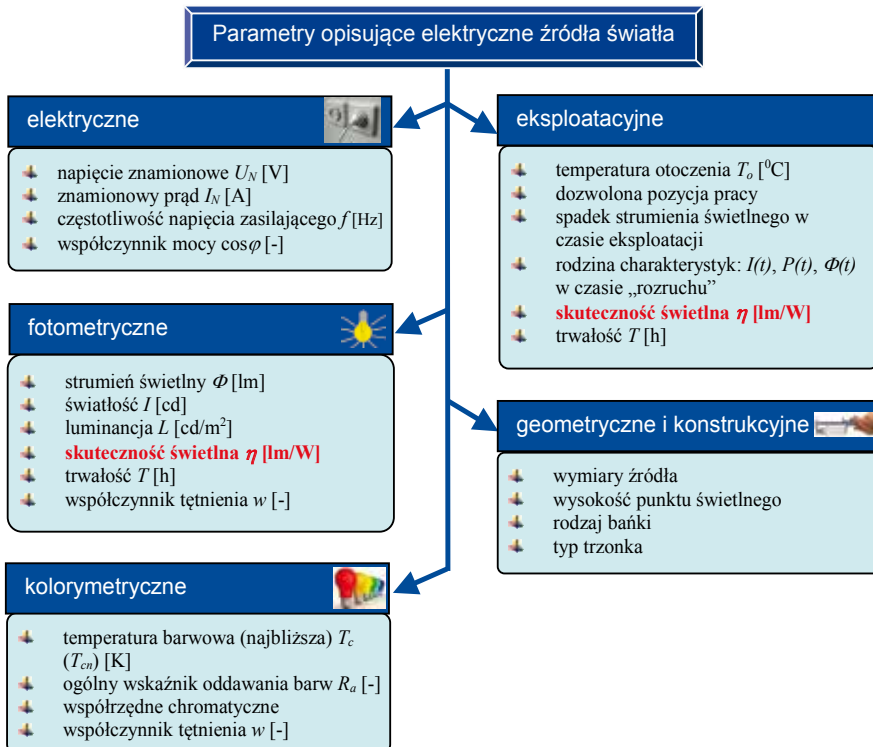 Parametry opisujące elektryczne źródła światła
elektryczne
napięcie znamionowe U_N [V]
znamionowy prąd I_N [A]
częstotliwość napięcia zasilającego f [Hz]
współczynnik mocy cosφ [-]
fotometryczne
strumień świetlny Φ [lm]
światłość I [cd]
luminancja L [cd/m²]
skuteczność świetlna η [lm/W]
trwałość T [h]
współczynnik tętnienia w [-]
kolorymetryczne
temperatura barwowa (najbliższa) T_c
(T_cn) [K]
ogólny wskaźnik oddawania barw R_a [-]
współrzędne chromatyczne
współczynnik tętnienia w [-]
eksploatacyjne
temperatura otoczenia T_o [⁰C]
dozwolona pozycja pracy
spadek strumienia świetlnego w
czasie eksploatacji
rodzina charakterystyk: I(t), P(t), Φ(t)
w czasie „rozruchu”
skuteczność świetlna η [lm/W]
trwałość T [h]
geometryczne i konstrukcyjne
wymiary źródła
wysokość punktu świetlnego
rodzaj bańki
typ trzonka